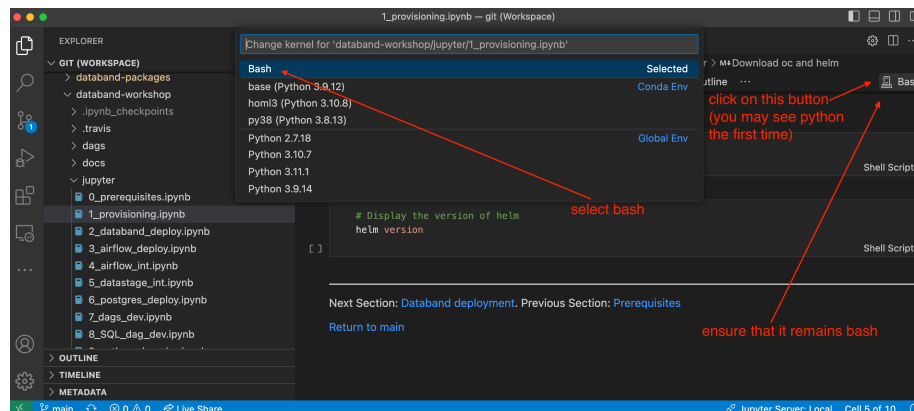 1_provisioning.ipynb — git (Workspace)
EXPLORER
GIT (WORKSPACE)
databand-packages
databand-workshop
.ipynb_checkpoints
.travis
dags
docs
jupyter
0_prerequisites.ipynb
1_provisioning.ipynb
2_databand_deploy.ipynb
3_airflow_deploy.ipynb
4_airflow_int.ipynb
5_datastage_int.ipynb
6_postgres_deploy.ipynb
7_dags_dev.ipynb
8_SQL_dag_dev.ipynb
OUTLINE
TIMELINE
METADATA
1
Change kernel for 'databand-workshop/jupyter/1_provisioning.ipynb'
Bash Selected
base (Python 3.9.12) Conda Env
homl3 (Python 3.10.8)
py38 (Python 3.8.13)
Python 2.7.18 Global Env
Python 3.10.7
Python 3.11.1
Python 3.9.14
r > M↓Download oc and helm
utline ··· Bas
click on this button
(you may see python
the first time)
Shell Script
select bash
# Display the version of helm
helm version
[ ] Shell Script
Next Section: Databand deployment. Previous Section: Prerequisites
Return to main
ensure that it remains bash
main 0 0 Live Share Jupyter Server: Local Cell 5 of 10